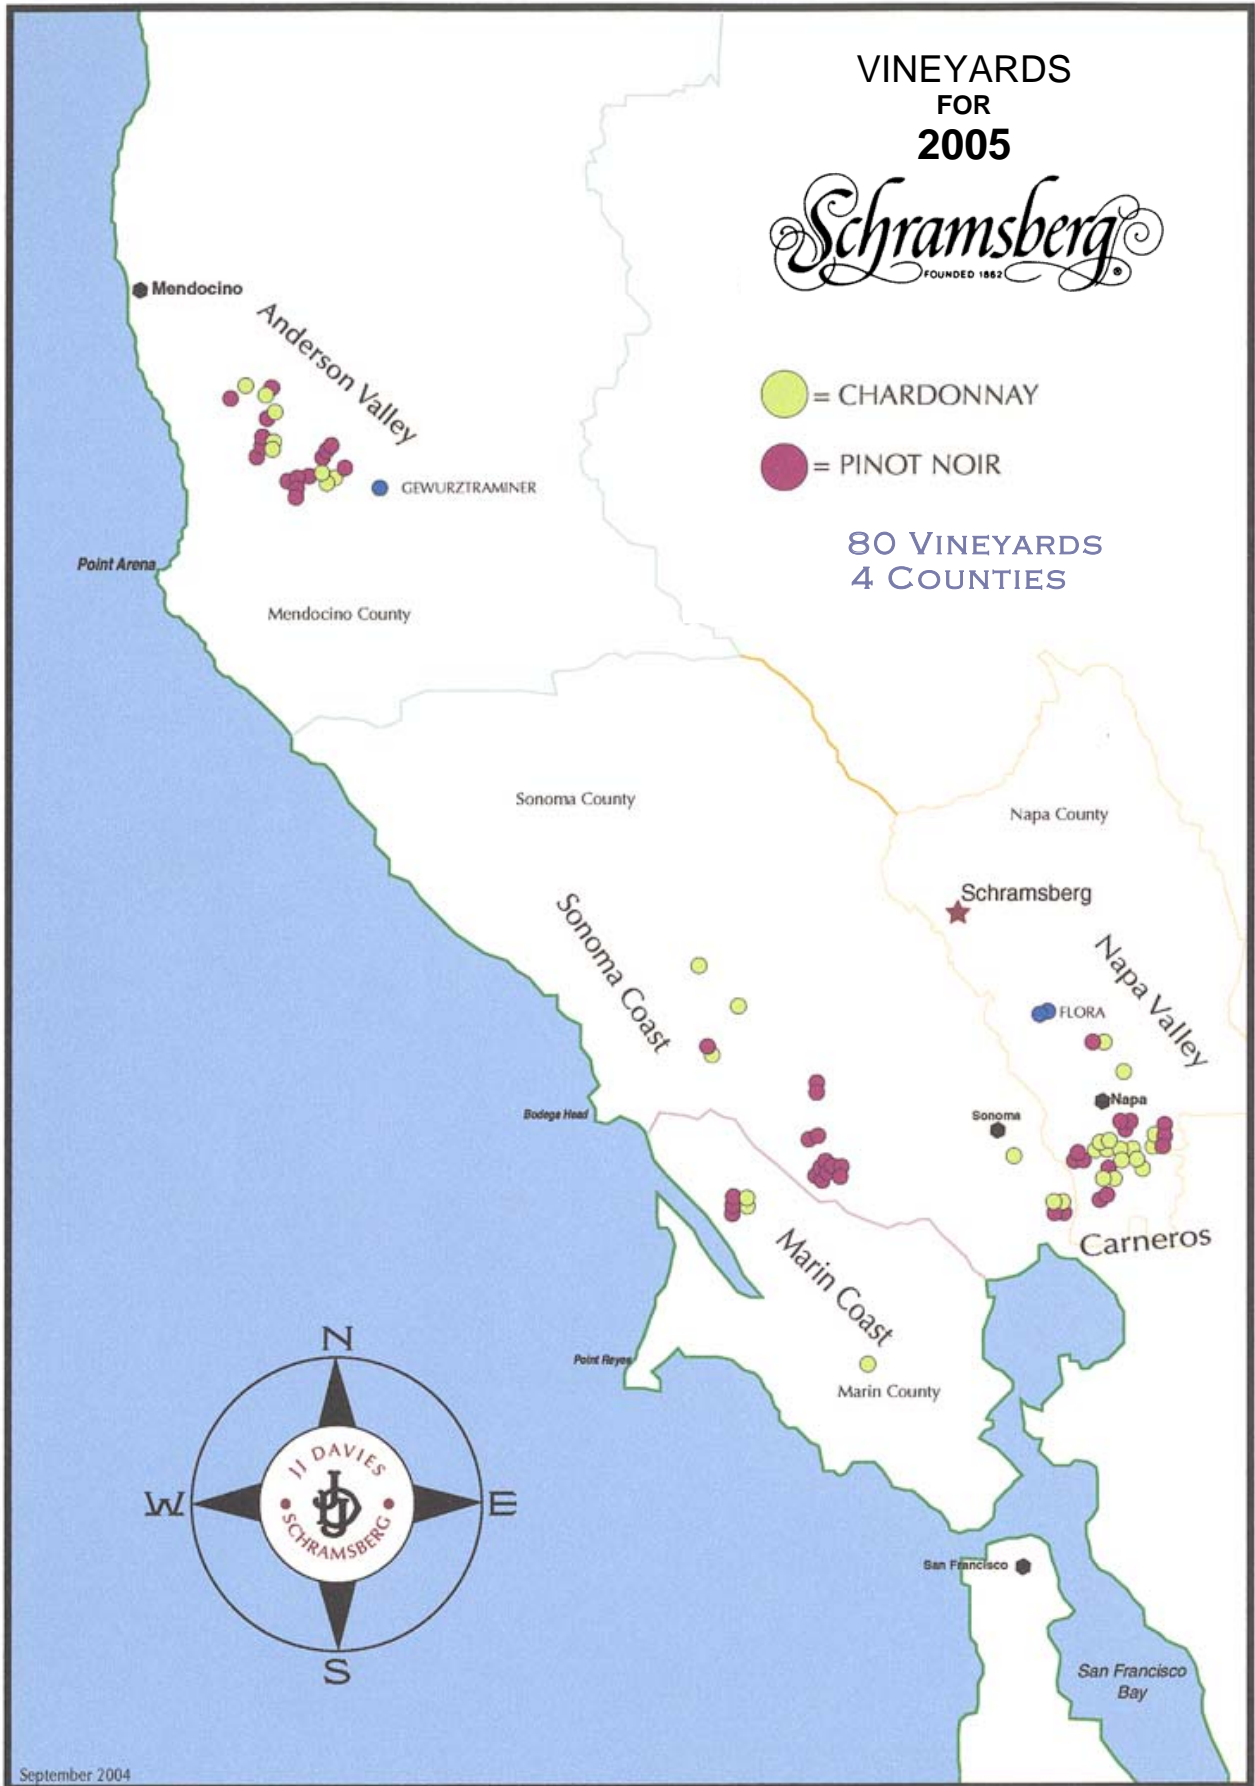 VINEYARDS
FOR
2005
Schramsberg
FOUNDED 1862
®
Mendocino
Anderson Valley
= CHARDONNAY
= PINOT NOIR
GEWURZTRAMINER
80 VINEYARDS
4 COUNTIES
Point Arena
Mendocino County
Sonoma County
Napa County
Schramsberg
Sonoma Coast
Napa Valley
FLORA
Napa
Bodega Head
Sonoma
Carneros
Marin Coast
Point Reyes
Marin County
N
W
E
S
JJ DAVIES
JJD
SCHRAMSBERG
San Francisco
San Francisco
Bay
September 2004